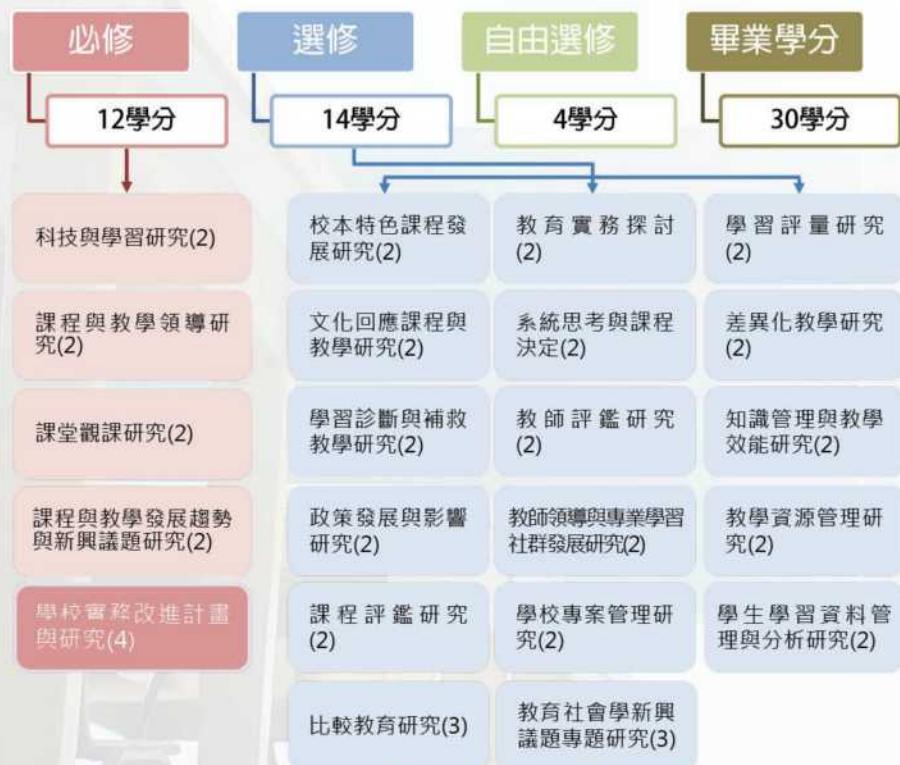 必修
選修
自由選修
畢業學分
12學分
14學分
4學分
30學分
科技與學習研究(2)
課程與教學領導研
究(2)
課堂觀課研究(2)
課程與教學發展趨勢
與新興議題研究(2)
學校實務改進計畫
與研究(4)
校本特色課程發
展研究(2)
文化回應課程與
教學研究(2)
學習診斷與補救
教學研究(2)
政策發展與影響
研究(2)
課程評鑑研究
(2)
比較教育研究(3)
教育實務探討
(2)
系統思考與課程
決定(2)
教師評鑑研究
(2)
教師領導與專業學習
社群發展研究(2)
學校專案管理研
究(2)
教育社會學新興
議題專題研究(3)
學習評量研究
(2)
差異化教學研究
(2)
知識管理與教學
效能研究(2)
教學資源管理研
究(2)
學生學習資料管
理與分析研究(2)